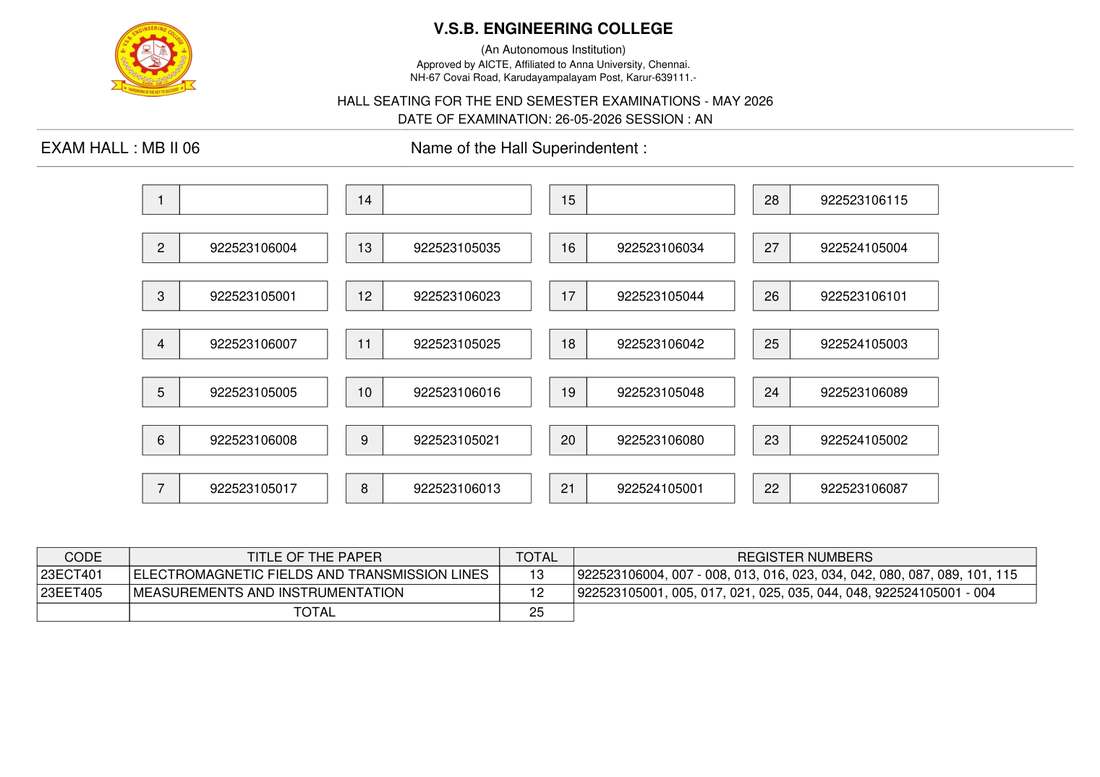 V.S.B. ENGINEERING COLLEGE
(An Autonomous Institution)
Approved by AICTE, Affiliated to Anna University, Chennai.
NH-67 Covai Road, Karudayampalayam Post, Karur-639111.-
HALL SEATING FOR THE END SEMESTER EXAMINATIONS - MAY 2026
DATE OF EXAMINATION: 26-05-2026 SESSION : AN
EXAM HALL : MB II 06 Name of the Hall Superindentent :
1 14 15 28 922523106115
2 922523106004 13 922523105035 16 922523106034 27 922524105004
3 922523105001 12 922523106023 17 922523105044 26 922523106101
4 922523106007 11 922523105025 18 922523106042 25 922524105003
5 922523105005 10 922523106016 19 922523105048 24 922523106089
6 922523106008 9 922523105021 20 922523106080 23 922524105002
7 922523105017 8 922523106013 21 922524105001 22 922523106087
CODE TITLE OF THE PAPER TOTAL REGISTER NUMBERS
23ECT401 ELECTROMAGNETIC FIELDS AND TRANSMISSION LINES 13 922523106004, 007 - 008, 013, 016, 023, 034, 042, 080, 087, 089, 101, 115
23EET405 MEASUREMENTS AND INSTRUMENTATION 12 922523105001, 005, 017, 021, 025, 035, 044, 048, 922524105001 - 004
TOTAL 25